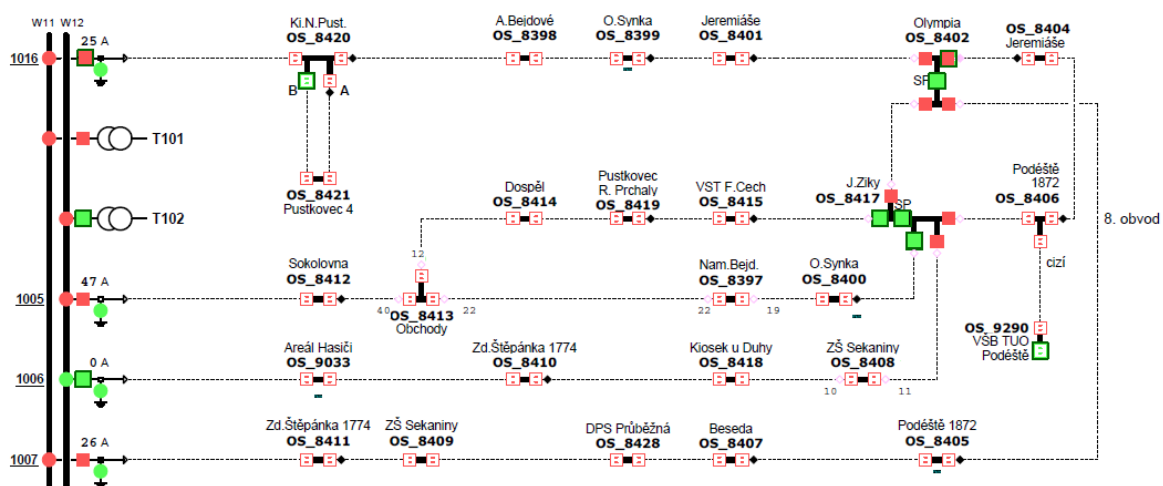 W11 W12
25 A
1016
Ki.N.Pust.
OS_8420
B
A
A.Bejdové
OS_8398
O.Synka
OS_8399
Jeremiáše
OS_8401
Olympia
OS_8402
SP
OS_8404
Jeremiáše
T101
OS_8421
Pustkovec 4
T102
Dospěl
OS_8414
Pustkovec
R. Prchaly
OS_8419
VST F.Cech
OS_8415
J.Ziky
OS_8417
SP
Podéště
1872
OS_8406
cizí
8. obvod
47 A
1005
Sokolovna
OS_8412
12
40
22
OS_8413
Obchody
Nam.Bejd.
OS_8397
22
19
O.Synka
OS_8400
OS_9290
VŠB TUO
Podéště
0 A
1006
Areál Hasiči
OS_9033
Zd.Štěpánka 1774
OS_8410
Kiosek u Duhy
OS_8418
ZŠ Sekaniny
OS_8408
10
11
26 A
1007
Zd.Štěpánka 1774
OS_8411
ZŠ Sekaniny
OS_8409
DPS Průběžná
OS_8428
Beseda
OS_8407
Podéště 1872
OS_8405